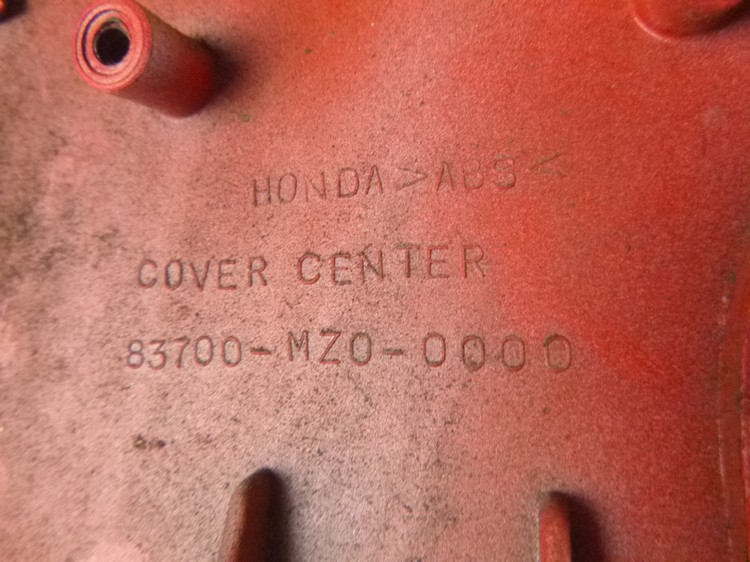 HONDA >ABS<
COVER CENTER
83700-MZ0-0000